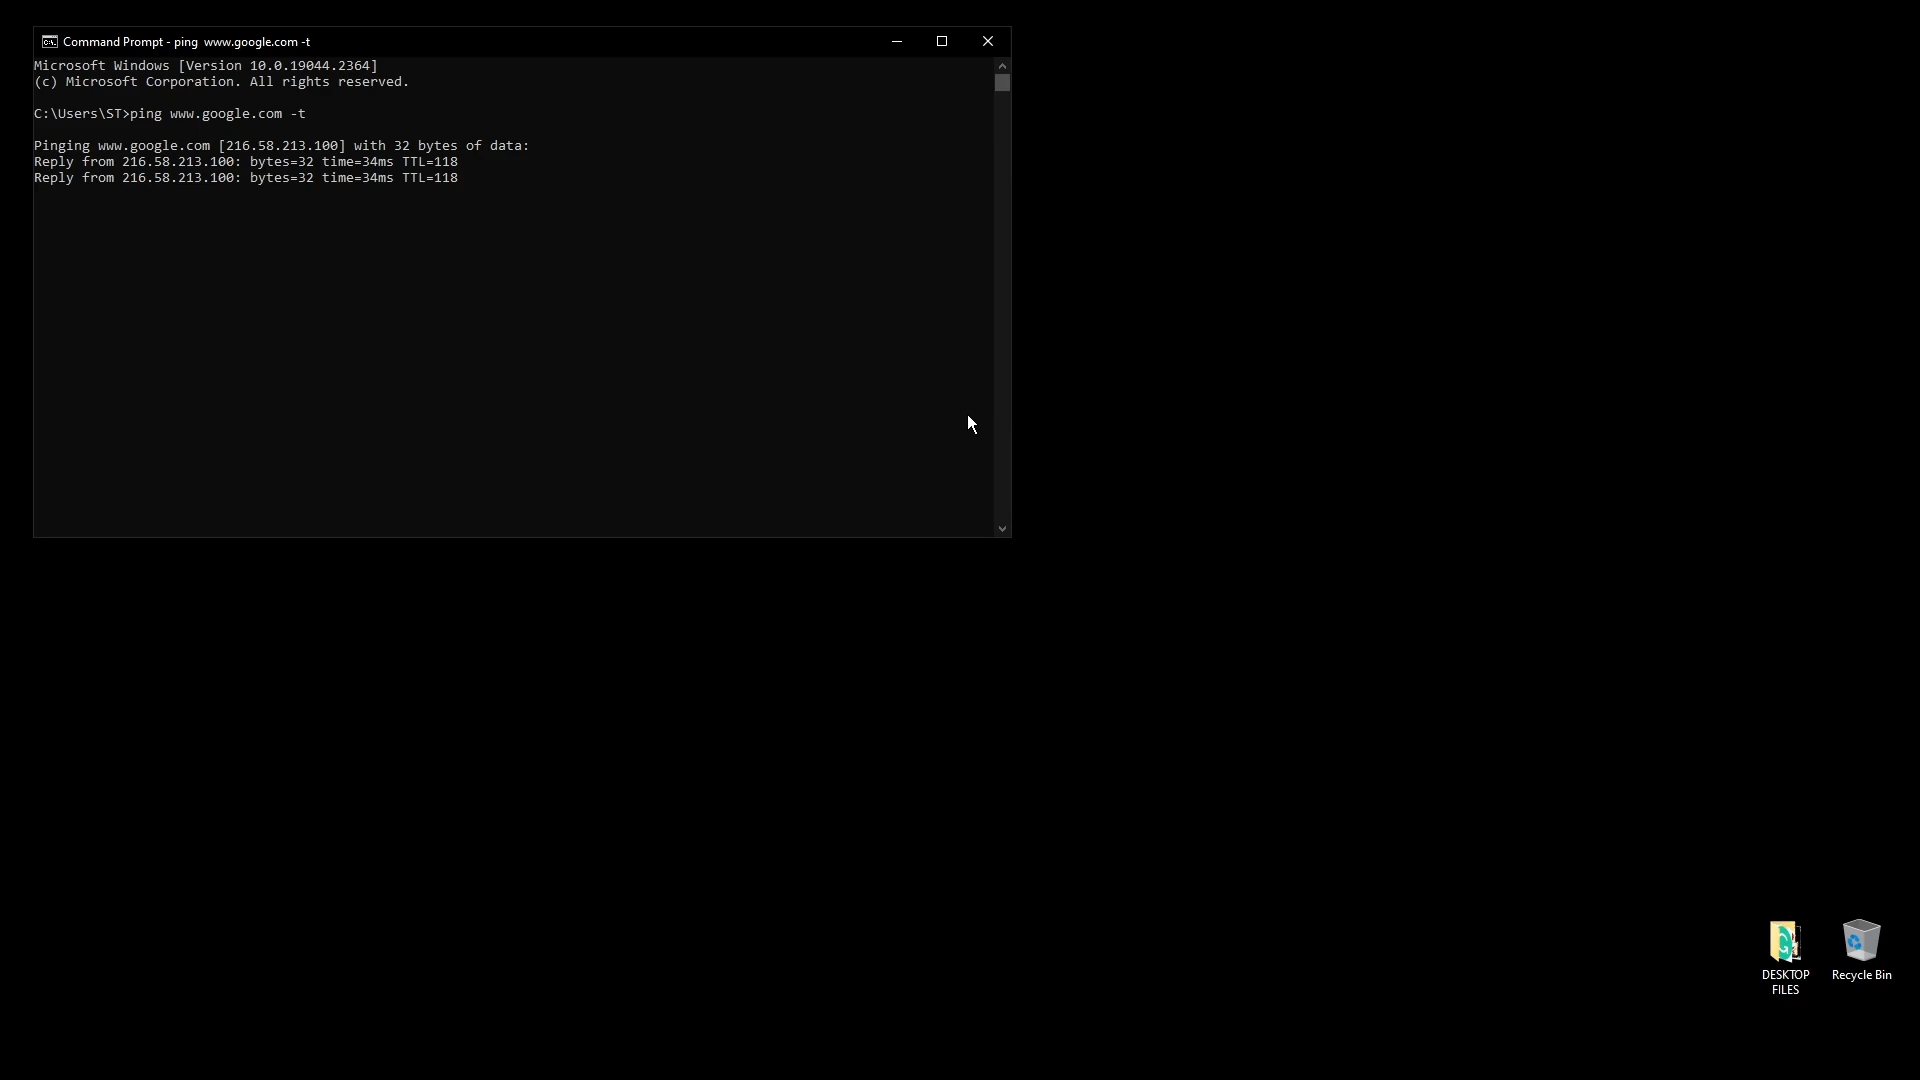 Command Prompt - ping  www.google.com -t
Microsoft Windows [Version 10.0.19044.2364]
(c) Microsoft Corporation. All rights reserved.
C:\Users\ST>ping www.google.com -t
Pinging www.google.com [216.58.213.100] with 32 bytes of data:
Reply from 216.58.213.100: bytes=32 time=34ms TTL=118
Reply from 216.58.213.100: bytes=32 time=34ms TTL=118
DESKTOP
FILES
Recycle Bin